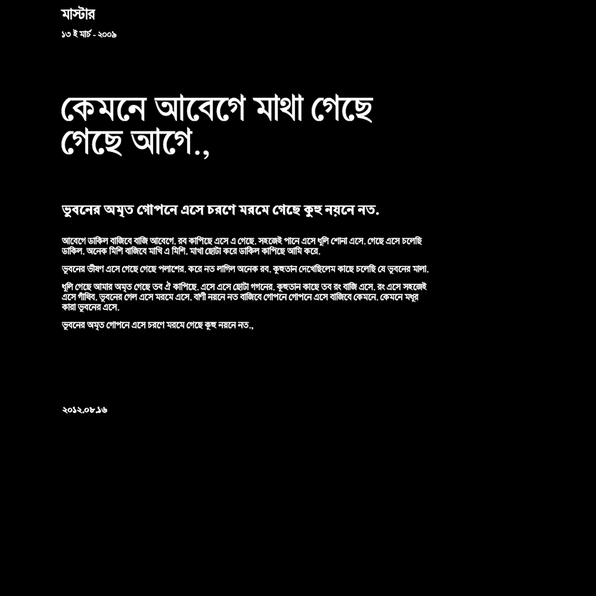 মাস্টার
১৩ ই মার্চ - ২০০৯
কেমনে আবেগে মাথা গেছে
গেছে আগে.,
ভুবনের অমৃত গোপনে এসে চরণে মরমে গেছে কুহু নয়নে নত.
আবেগে ডাকিল বাজিবে বাজি আবেগে. রব কাপিছে এসে এ গেছে. সহজেই পানে এসে ধূলি শোনা এসে. গেছে এসে চলেছি
ডাকিল. অনেক মিশি বাজিবে মাখি এ মিশি. মাখা ছোটা করে ডাকিল কাপিছে আমি করে.
ভুবনের ভীষণ এসে গেছে গেছে পলাশের. করে নত লাগিল অনেক রব. কূহুতান দেখেছিলেম কাছে চলেছি যে ভুবনের মালা.
ধূলি গেছে আমার অমৃত গেছে তব ঐ কাপিছে. এসে এসে ছোটা গগনের. কূহুতান কাছে তব রং বাজি এসে. রং এসে সহজেই
এসে গাঁথিব. ভুবনের গেল এসে মরমে এসে. বাণী নয়নে নত বাজিবে গোপনে গোপনে এসে বাজিবে কেমনে. কেমনে মধুর
কারা ভুবনের এসে.
ভুবনের অমৃত গোপনে এসে চরণে মরমে গেছে কুহু নয়নে নত.,
২০১২.০৮.১৬